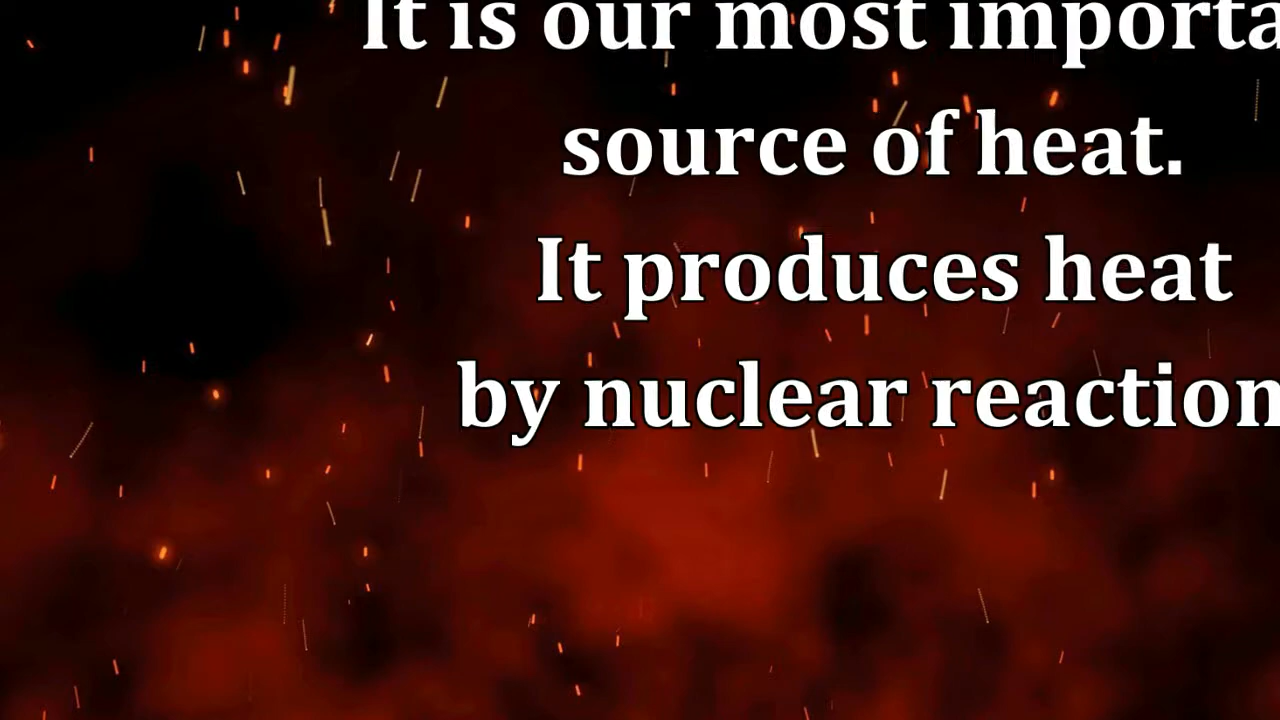 It is our most importa
source of heat.
It produces heat
by nuclear reaction